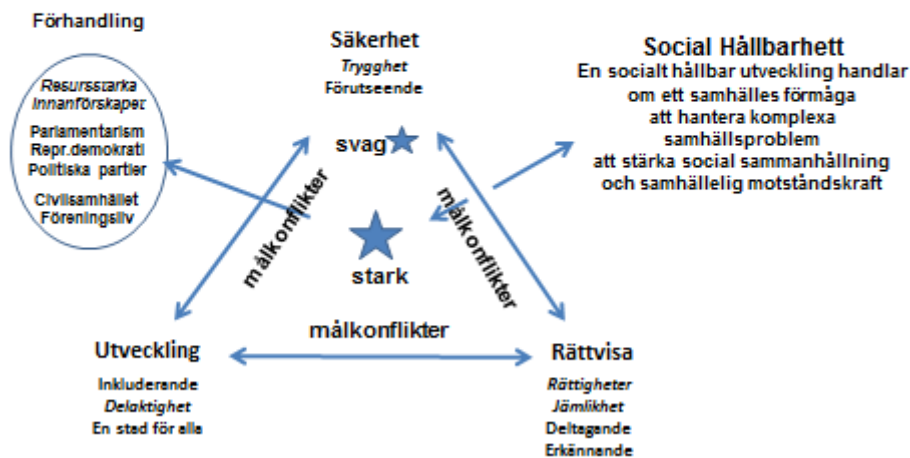 Förhandling
Resursstarka
Innanförskapet
Parlamentarism
Repr.demokrati
Politiska partier
Civilsamhället
Föreningsliv
Säkerhet
Trygghet
Förutseende
svag
stark
målkonflikter
målkonflikter
målkonflikter
Social Hållbarhett
En socialt hållbar utveckling handlar
om ett samhälles förmåga
att hantera komplexa
samhällsproblem
att stärka social sammanhållning
och samhällelig motståndskraft
Utveckling
Inkluderande
Delaktighet
En stad för alla
Rättvisa
Rättigheter
Jämlikhet
Deltagande
Erkännande